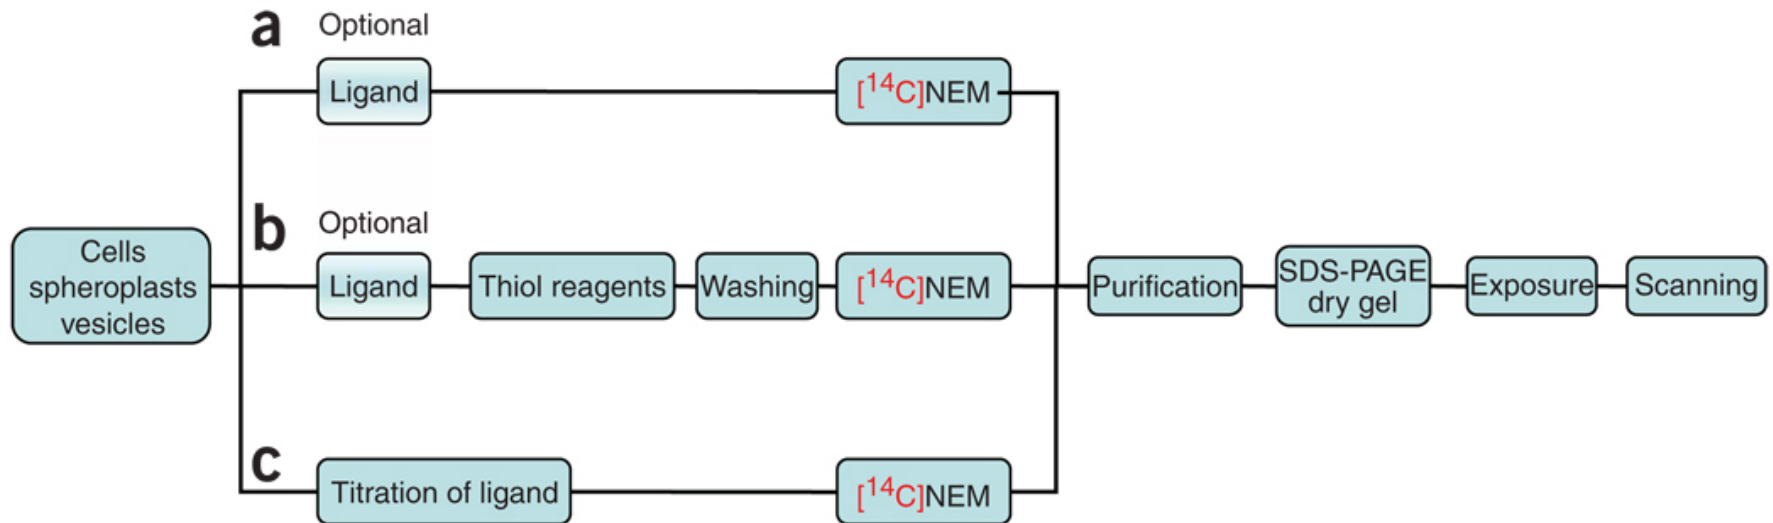 a
Optional
Ligand
[¹⁴C]NEM
b
Optional
Cells
spheroplasts
vesicles
Ligand
Thiol reagents
Washing
[¹⁴C]NEM
Purification
SDS-PAGE
dry gel
Exposure
Scanning
c
Titration of ligand
[¹⁴C]NEM